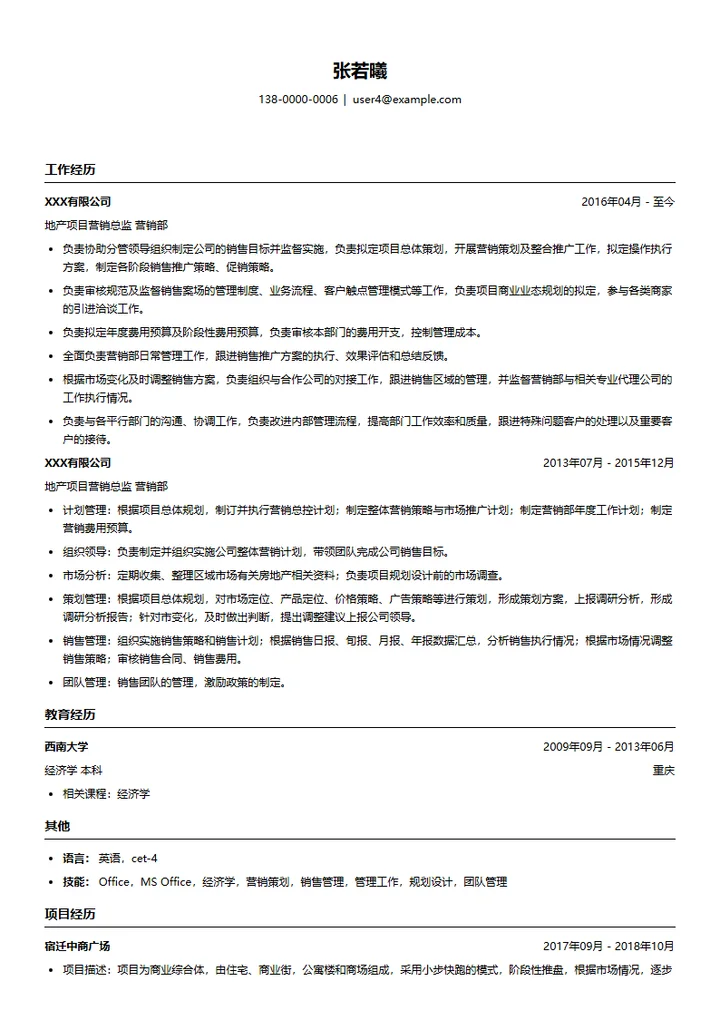 张若曦
138-0000-0006 | user4@example.com
工作经历
XXX有限公司 2016年04月 - 至今
地产项目营销总监 营销部
• 负责协助分管领导组织制定公司的销售目标并监督实施，负责拟定项目总体策划，开展营销策划及整合推广工作，拟定操作执行
方案，制定各阶段销售推广策略、促销策略。
• 负责审核规范及监督销售案场的管理制度、业务流程、客户触点管理模式等工作，负责项目商业业态规划的拟定，参与各类商家
的引进洽谈工作。
• 负责拟定年度费用预算及阶段性费用预算，负责审核本部门的费用开支，控制管理成本。
• 全面负责营销部日常管理工作，跟进销售推广方案的执行、效果评估和总结反馈。
• 根据市场变化及时调整销售方案，负责组织与合作公司的对接工作，跟进销售区域的管理，并监督营销部与相关专业代理公司的
工作执行情况。
• 负责与各平行部门的沟通、协调工作，负责改进内部管理流程，提高部门工作效率和质量，跟进特殊问题客户的处理以及重要客
户的接待。
XXX有限公司 2013年07月 - 2015年12月
地产项目营销总监 营销部
• 计划管理：根据项目总体规划，制订并执行营销总控计划；制定整体营销策略与市场推广计划；制定营销部年度工作计划；制定
营销费用预算。
• 组织领导：负责制定并组织实施公司整体营销计划，带领团队完成公司销售目标。
• 市场分析：定期收集、整理区域市场有关房地产相关资料；负责项目规划设计前的市场调查。
• 策划管理：根据项目总体规划，对市场定位、产品定位、价格策略、广告策略等进行策划，形成策划方案，上报调研分析，形成
调研分析报告；针对市变化，及时做出判断，提出调整建议上报公司领导。
• 销售管理：组织实施销售策略和销售计划；根据销售日报、旬报、月报、年报数据汇总，分析销售执行情况；根据市场情况调整
销售策略；审核销售合同、销售费用。
• 团队管理：销售团队的管理，激励政策的制定。
教育经历
西南大学 2009年09月 - 2013年06月
经济学 本科 重庆
• 相关课程：经济学
其他
• 语言： 英语，cet-4
• 技能： Office，MS Office，经济学，营销策划，销售管理，管理工作，规划设计，团队管理
项目经历
宿迁中商广场 2017年09月 - 2018年10月
• 项目描述：项目为商业综合体，由住宅、商业街，公寓楼和商场组成，采用小步快跑的模式，阶段性推盘，根据市场情况，逐步